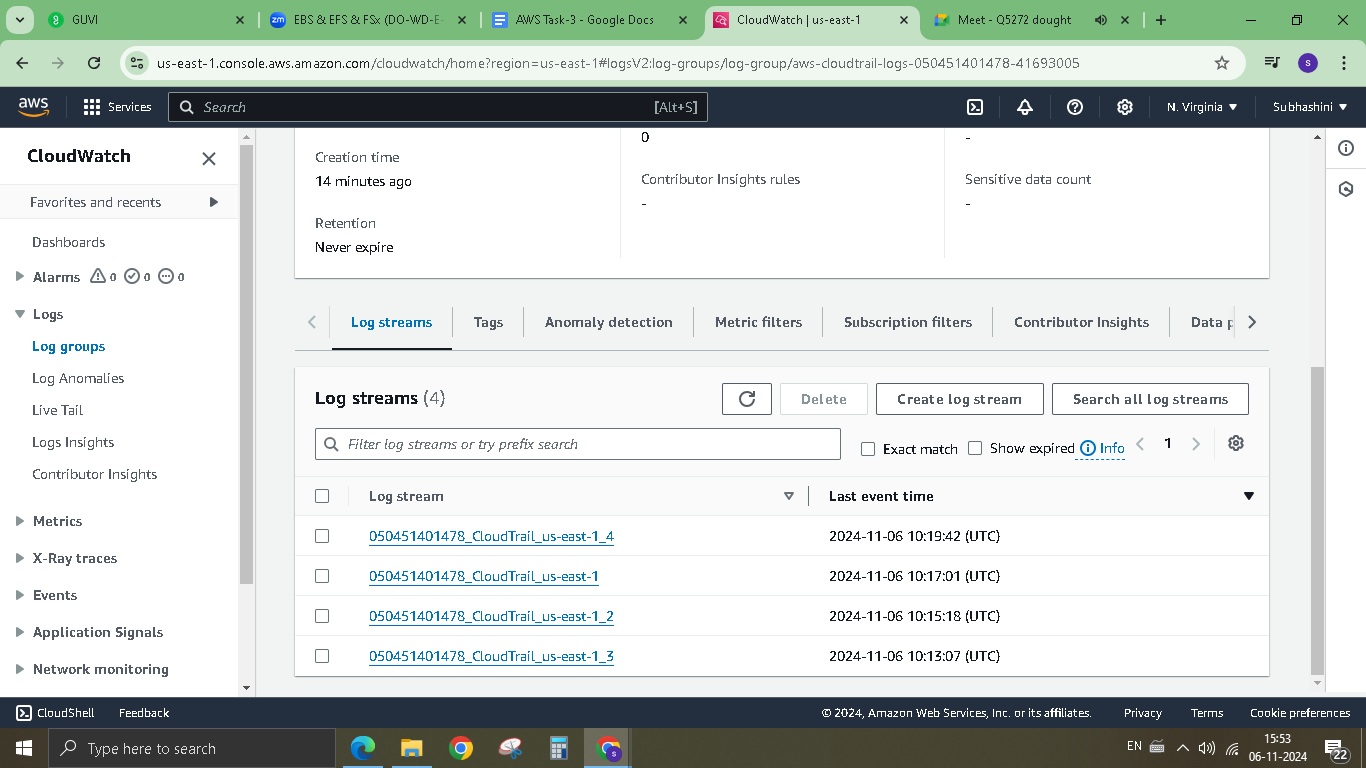 GUVI
EBS & EFS & FSx (DO-WD-E-
AWS Task-3 - Google Docs
CloudWatch | us-east-1
Meet - Q5272 dought
us-east-1.console.aws.amazon.com/cloudwatch/home?region=us-east-1#logsV2:log-groups/log-group/aws-cloudtrail-logs-050451401478-41693005
s
aws
Services
Search
[Alt+S]
N. Virginia
Subhashini
CloudWatch
Favorites and recents
Dashboards
Alarms 0 0 0
Logs
Log groups
Log Anomalies
Live Tail
Logs Insights
Contributor Insights
Metrics
X-Ray traces
Events
Application Signals
Network monitoring
Creation time
14 minutes ago
Retention
Never expire
0
Contributor Insights rules
-
-
Sensitive data count
-
Log streams
Tags
Anomaly detection
Metric filters
Subscription filters
Contributor Insights
Data p
Log streams (4)
Delete
Create log stream
Search all log streams
Filter log streams or try prefix search
Exact match
Show expired
Info
1
Log stream
Last event time
050451401478_CloudTrail_us-east-1_4
2024-11-06 10:19:42 (UTC)
050451401478_CloudTrail_us-east-1
2024-11-06 10:17:01 (UTC)
050451401478_CloudTrail_us-east-1_2
2024-11-06 10:15:18 (UTC)
050451401478_CloudTrail_us-east-1_3
2024-11-06 10:13:07 (UTC)
CloudShell
Feedback
© 2024, Amazon Web Services, Inc. or its affiliates.
Privacy
Terms
Cookie preferences
Type here to search
EN
15:53
06-11-2024
22